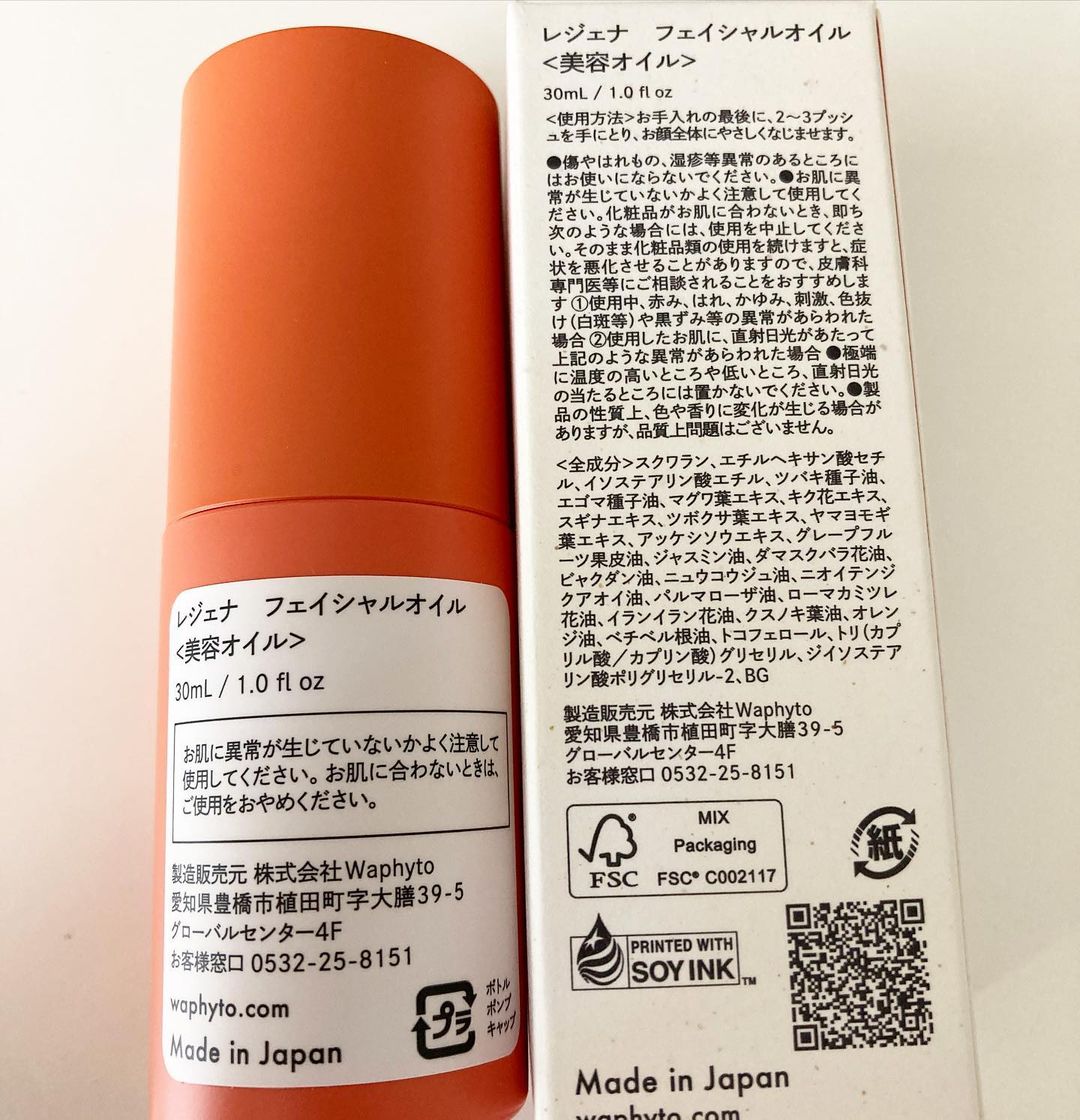 レジェナ　フェイシャルオイル
<美容オイル>
30mL / 1.0 fl oz
お肌に異常が生じていないかよく注意して
使用してください。お肌に合わないときは、
ご使用をおやめください。
製造販売元 株式会社Waphyto
愛知県豊橋市植田町字大膳39-5
グローバルセンター4F
お客様窓口 0532-25-8151
waphyto.com
Made in Japan
プラ
ボトル
ポンプ
キャップ
レジェナ　フェイシャルオイル
<美容オイル>
30mL / 1.0 fl oz
<使用方法>お手入れの最後に、2〜3プッシ
ュを手にとり、お顔全体にやさしくなじませます。
●傷やはれもの、湿疹等異常のあるところに
はお使いにならないでください。●お肌に異
常が生じていないかよく注意して使用してく
ださい。化粧品がお肌に合わないとき、即ち
次のような場合には、使用を中止してくださ
い。そのまま化粧品類の使用を続けますと、症
状を悪化させることがありますので、皮膚科
専門医等にご相談されることをおすすめしま
す ①使用中、赤み、はれ、かゆみ、刺激、色抜
け(白斑等)や黒ずみ等の異常があらわれた
場合 ②使用したお肌に、直射日光があたって
上記のような異常があらわれた場合 ●極端
に温度の高いところや低いところ、直射日光
の当たるところには置かないでください。●製
品の性質上、色や香りに変化が生じる場合が
ありますが、品質上問題はございません。
<全成分>スクワラン、エチルヘキサン酸セチ
ル、イソステアリン酸エチル、ツバキ種子油、
エゴマ種子油、マグワ葉エキス、キク花エキス、
スギナエキス、ツボクサ葉エキス、ヤマヨモギ
葉エキス、アッケシソウエキス、グレープフル
ーツ果皮油、ジャスミン油、ダマスクバラ花油、
ビャクダン油、ニュウコウジュ油、ニオイテンジ
クアオイ油、パルマローザ油、ローマカミツレ
花油、イランイラン花油、クスノキ葉油、オレン
ジ油、ベチベル根油、トコフェロール、トリ(カプ
リル酸／カプリン酸)グリセリル、ジイソステア
リン酸ポリグリセリル-2、BG
製造販売元 株式会社Waphyto
愛知県豊橋市植田町字大膳39-5
グローバルセンター4F
お客様窓口 0532-25-8151
FSC
MIX
Packaging
FSC® C002117
紙
PRINTED WITH
SOY INK™
Made in Japan
waphyto.com